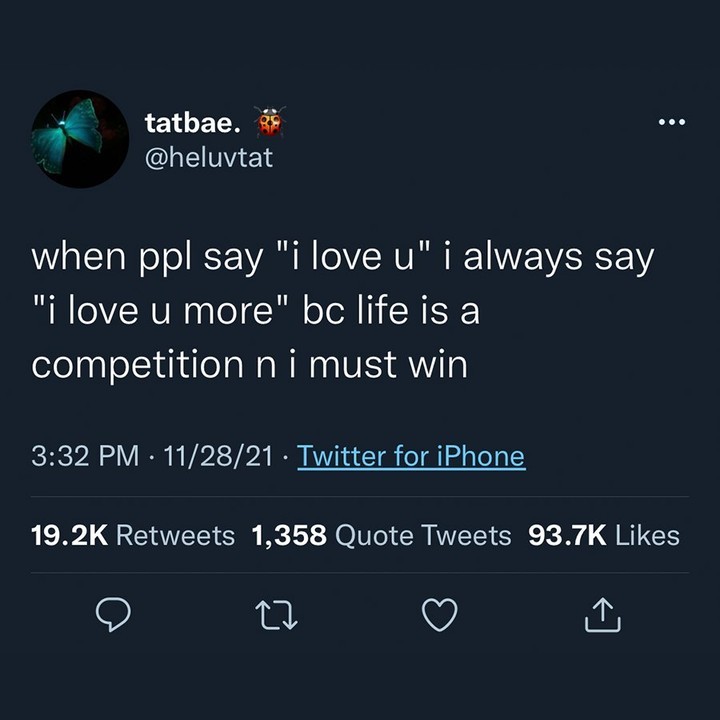 tatbae. 🐞
@heluvtat
when ppl say "i love u" i always say
"i love u more" bc life is a
competition n i must win
3:32 PM · 11/28/21 · Twitter for iPhone
19.2K Retweets 1,358 Quote Tweets 93.7K Likes